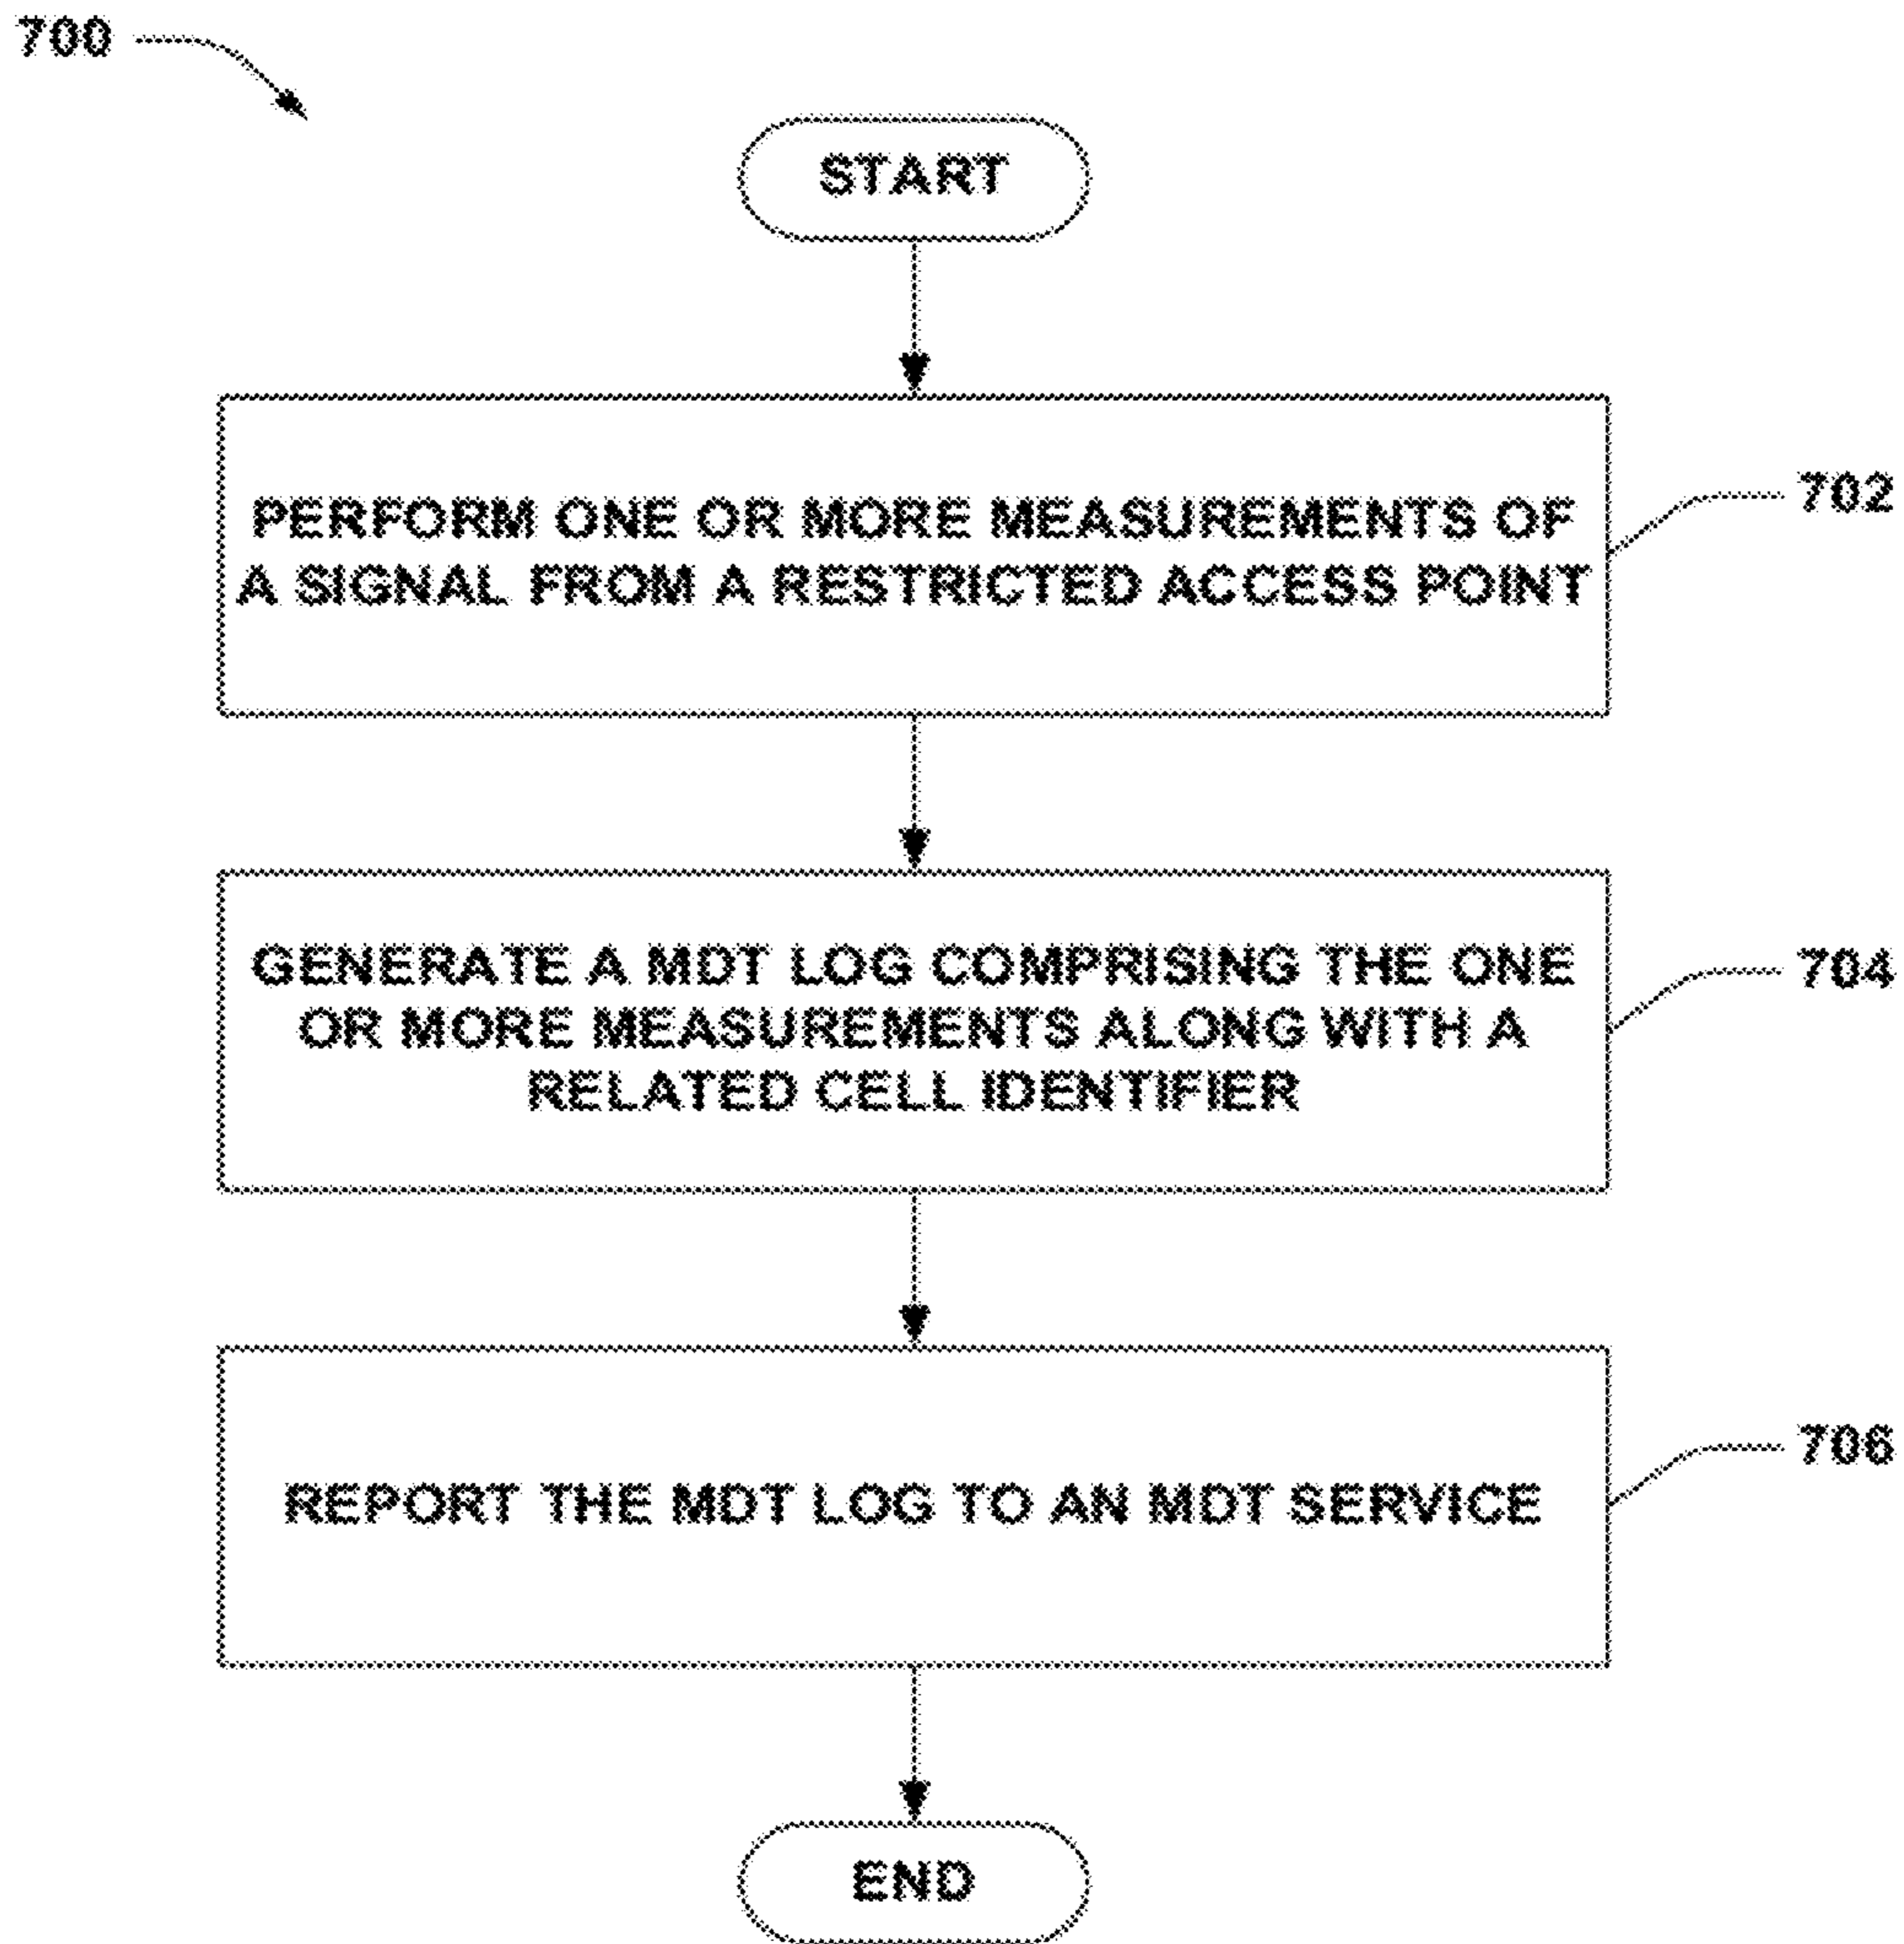 700
START
PERFORM ONE OR MORE MEASUREMENTS OF
A SIGNAL FROM A RESTRICTED ACCESS POINT
702
GENERATE A MDT LOG COMPRISING THE ONE
OR MORE MEASUREMENTS ALONG WITH A
RELATED CELL IDENTIFIER
704
REPORT THE MDT LOG TO AN MDT SERVICE
706
END